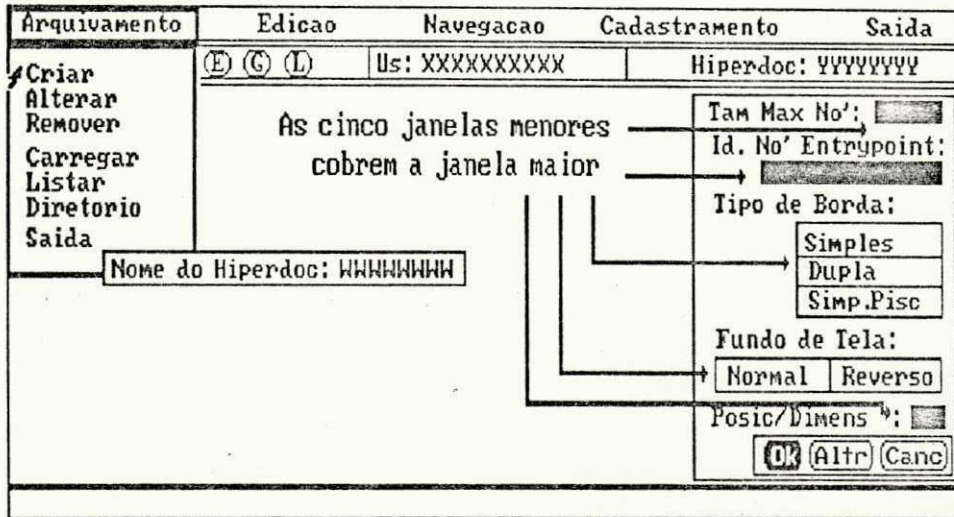 Arquivamento Edicao Navegacao Cadastramento Saida
E G L Us: XXXXXXXXXX Hiperdoc: YYYYYYYY
Criar
Alterar
Remover
Carregar
Listar
Diretorio
Saida
Nome do Hiperdoc: WWWWWWWW
As cinco janelas menores
cobrem a janela maior
Tam Max No':
Id. No' Entrypoint:
Tipo de Borda:
Simples
Dupla
Simp.Pisc
Fundo de Tela:
Normal Reverso
Posic/Dimens :
Ok Altr Canc